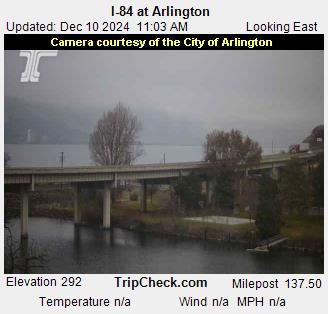 I-84 at Arlington
Updated: Dec 10 2024 11:03 AM Looking East
Camera courtesy of the City of Arlington
Elevation 292 TripCheck.com Milepost 137.50
Temperature n/a Wind n/a MPH n/a